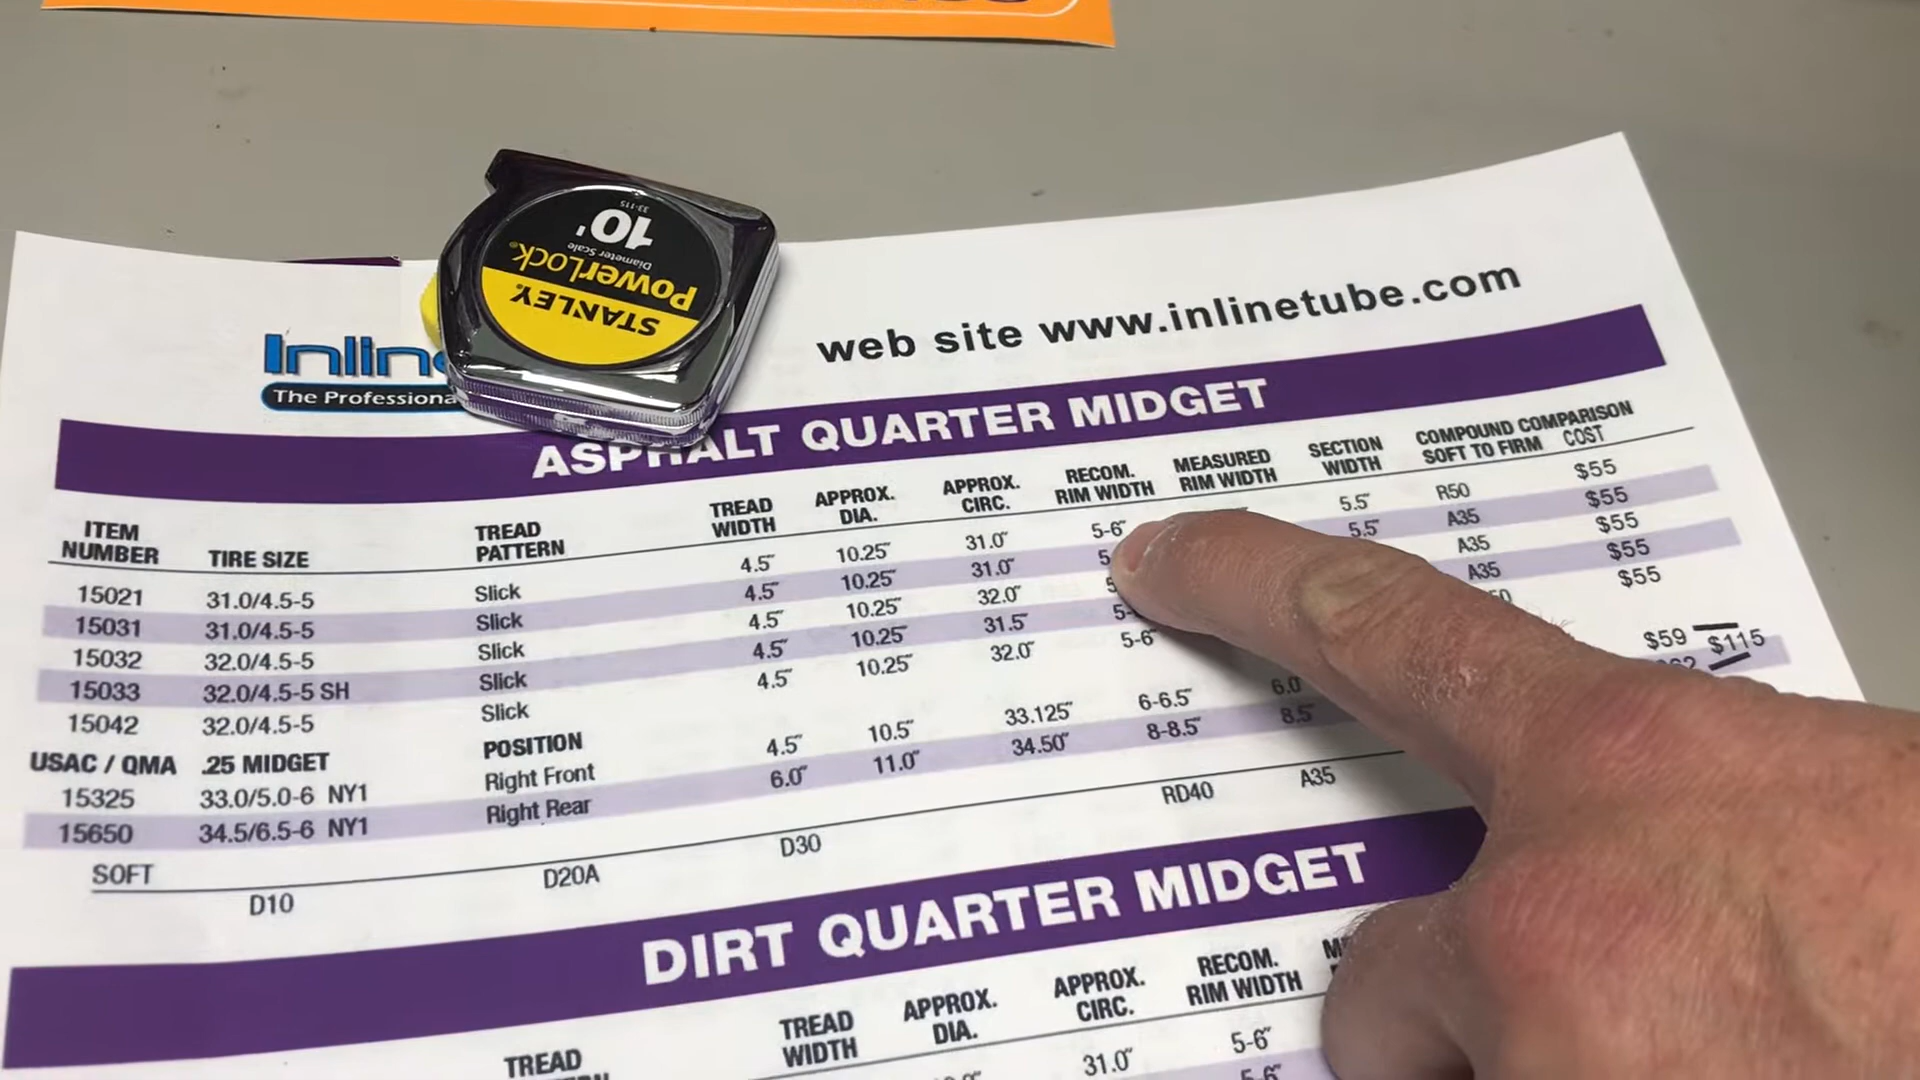 33-115
10'
Diameter Scale
PowerLock®
STANLEY®
web site www.inlinetube.com
The Professiona
ASPHALT QUARTER MIDGET
ITEM NUMBER TIRE SIZE TREAD PATTERN TREAD WIDTH APPROX. DIA. APPROX. CIRC. RECOM. RIM WIDTH MEASURED RIM WIDTH SECTION WIDTH COMPOUND COMPARISON SOFT TO FIRM COST
15021 31.0/4.5-5 Slick 4.5" 10.25" 31.0" 5-6" 5.5" R50 $55
15031 31.0/4.5-5 Slick 4.5" 10.25" 31.0" 5 5.5" A35 $55
15032 32.0/4.5-5 Slick 4.5" 10.25" 32.0" 5 A35 $55
15033 32.0/4.5-5 SH Slick 4.5" 10.25" 31.5" 5- A35 $55
15042 32.0/4.5-5 Slick 4.5" 10.25" 32.0" 5-6" 50 $55
USAC / QMA .25 MIDGET POSITION
15325 33.0/5.0-6 NY1 Right Front 4.5" 10.5" 33.125" 6-6.5" 6.0 $59
15650 34.5/6.5-6 NY1 Right Rear 6.0" 11.0" 34.50" 8-8.5" 8.5" $115
SOFT D10 D20A D30 RD40 A35
DIRT QUARTER MIDGET
TREAD TREAD WIDTH APPROX. DIA. APPROX. CIRC. RECOM. RIM WIDTH
31.0" 5-6"
5-6"